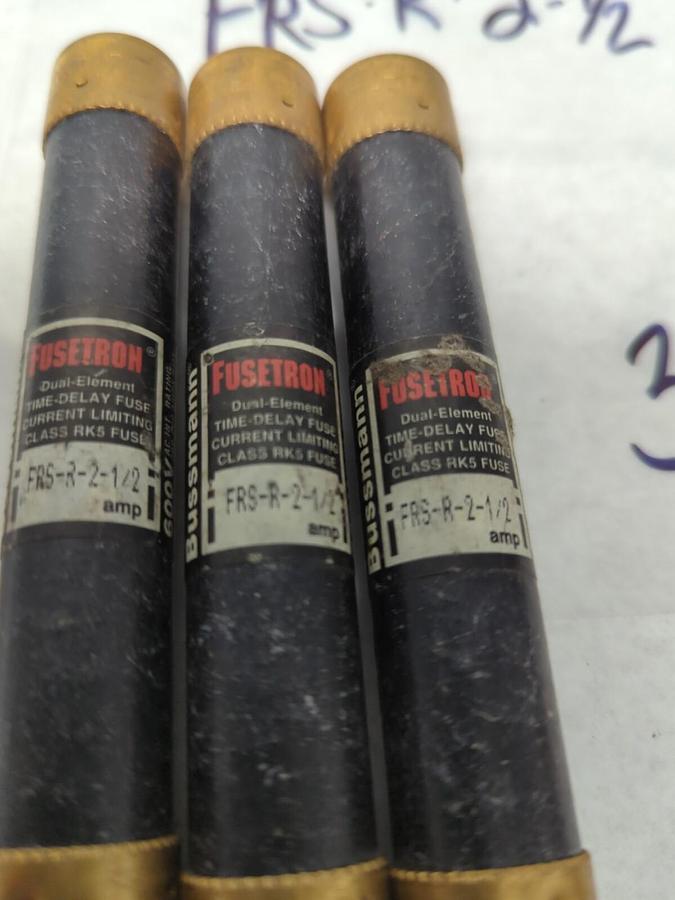 FRS-R-2-1/2
3
FUSETRON®
Dual-Element
TIME-DELAY FUSE
CURRENT LIMITING
CLASS RK5 FUSE
FRS-R-2-1/2
amp
600V
Bussmann
FUSETRON
Dual-Element
TIME-DELAY FUSE
CURRENT LIMITING
CLASS RK5 FUSE
FRS-R-2-1/2
amp
Bussmann
FUSETRON
Dual-Element
TIME-DELAY FUSE
CURRENT LIMITING
CLASS RK5 FUSE
FRS-R-2-1/2
amp